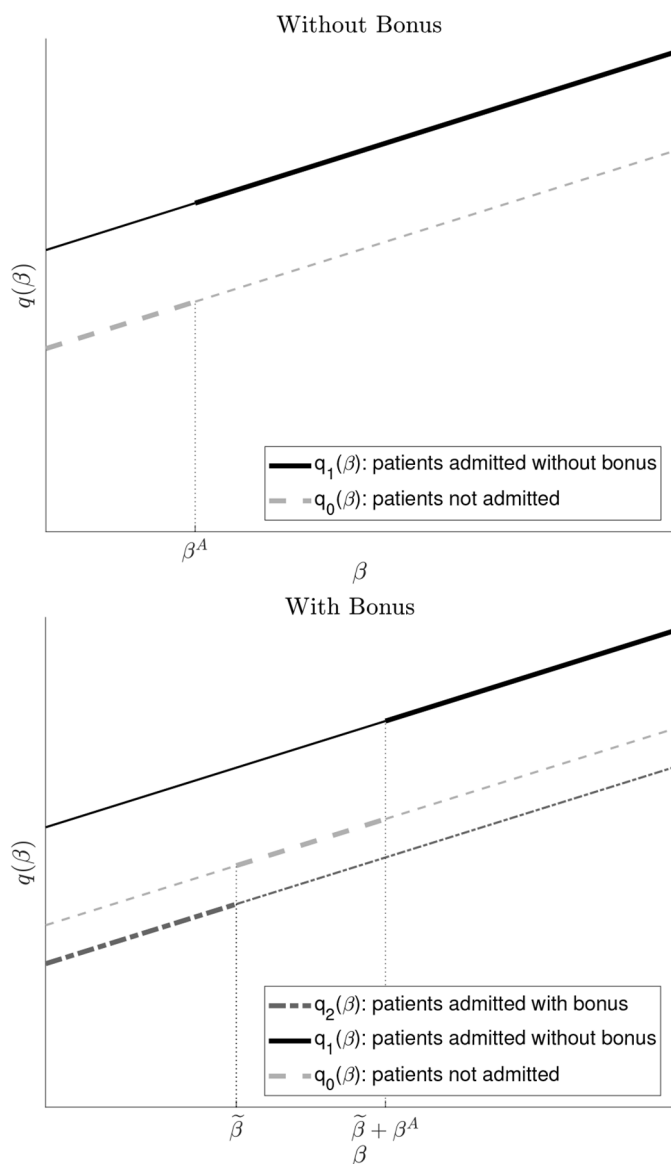 Without Bonus
q(β)
q₁(β): patients admitted without bonus
q₀(β): patients not admitted
βᴬ
β
With Bonus
q(β)
q₂(β): patients admitted with bonus
q₁(β): patients admitted without bonus
q₀(β): patients not admitted
β̃ β̃ + βᴬ
β